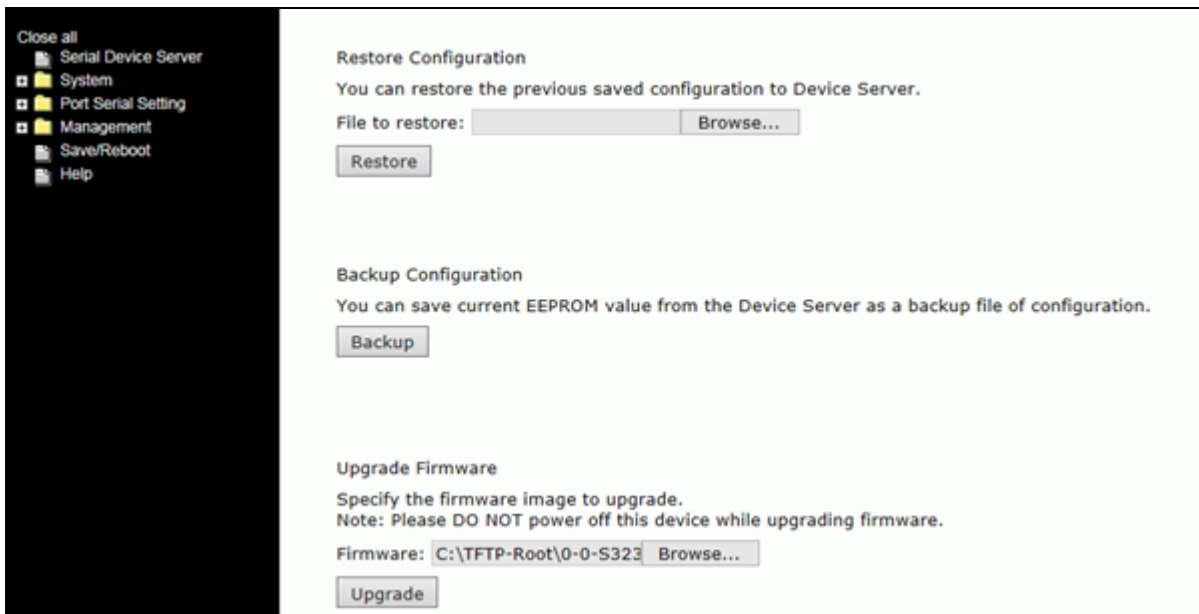 Close all
Serial Device Server
System
Port Serial Setting
Management
Save/Reboot
Help
Restore Configuration
You can restore the previous saved configuration to Device Server.
File to restore: Browse...
Restore
Backup Configuration
You can save current EEPROM value from the Device Server as a backup file of configuration.
Backup
Upgrade Firmware
Specify the firmware image to upgrade.
Note: Please DO NOT power off this device while upgrading firmware.
Firmware: C:\TFTP-Root\0-0-S323 Browse...
Upgrade